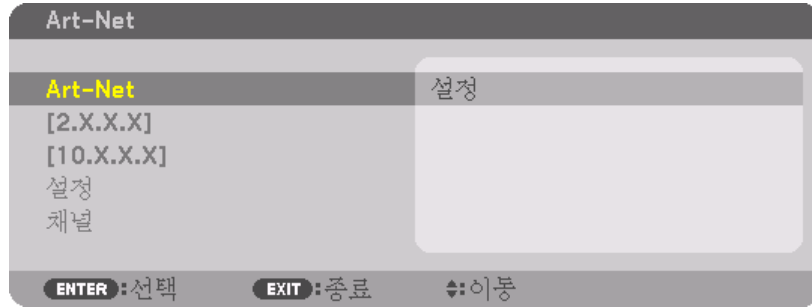 Art-Net
Art-Net 설정
[2.X.X.X]
[10.X.X.X]
설정
채널
ENTER:선택 EXIT:종료 ⬍:이동